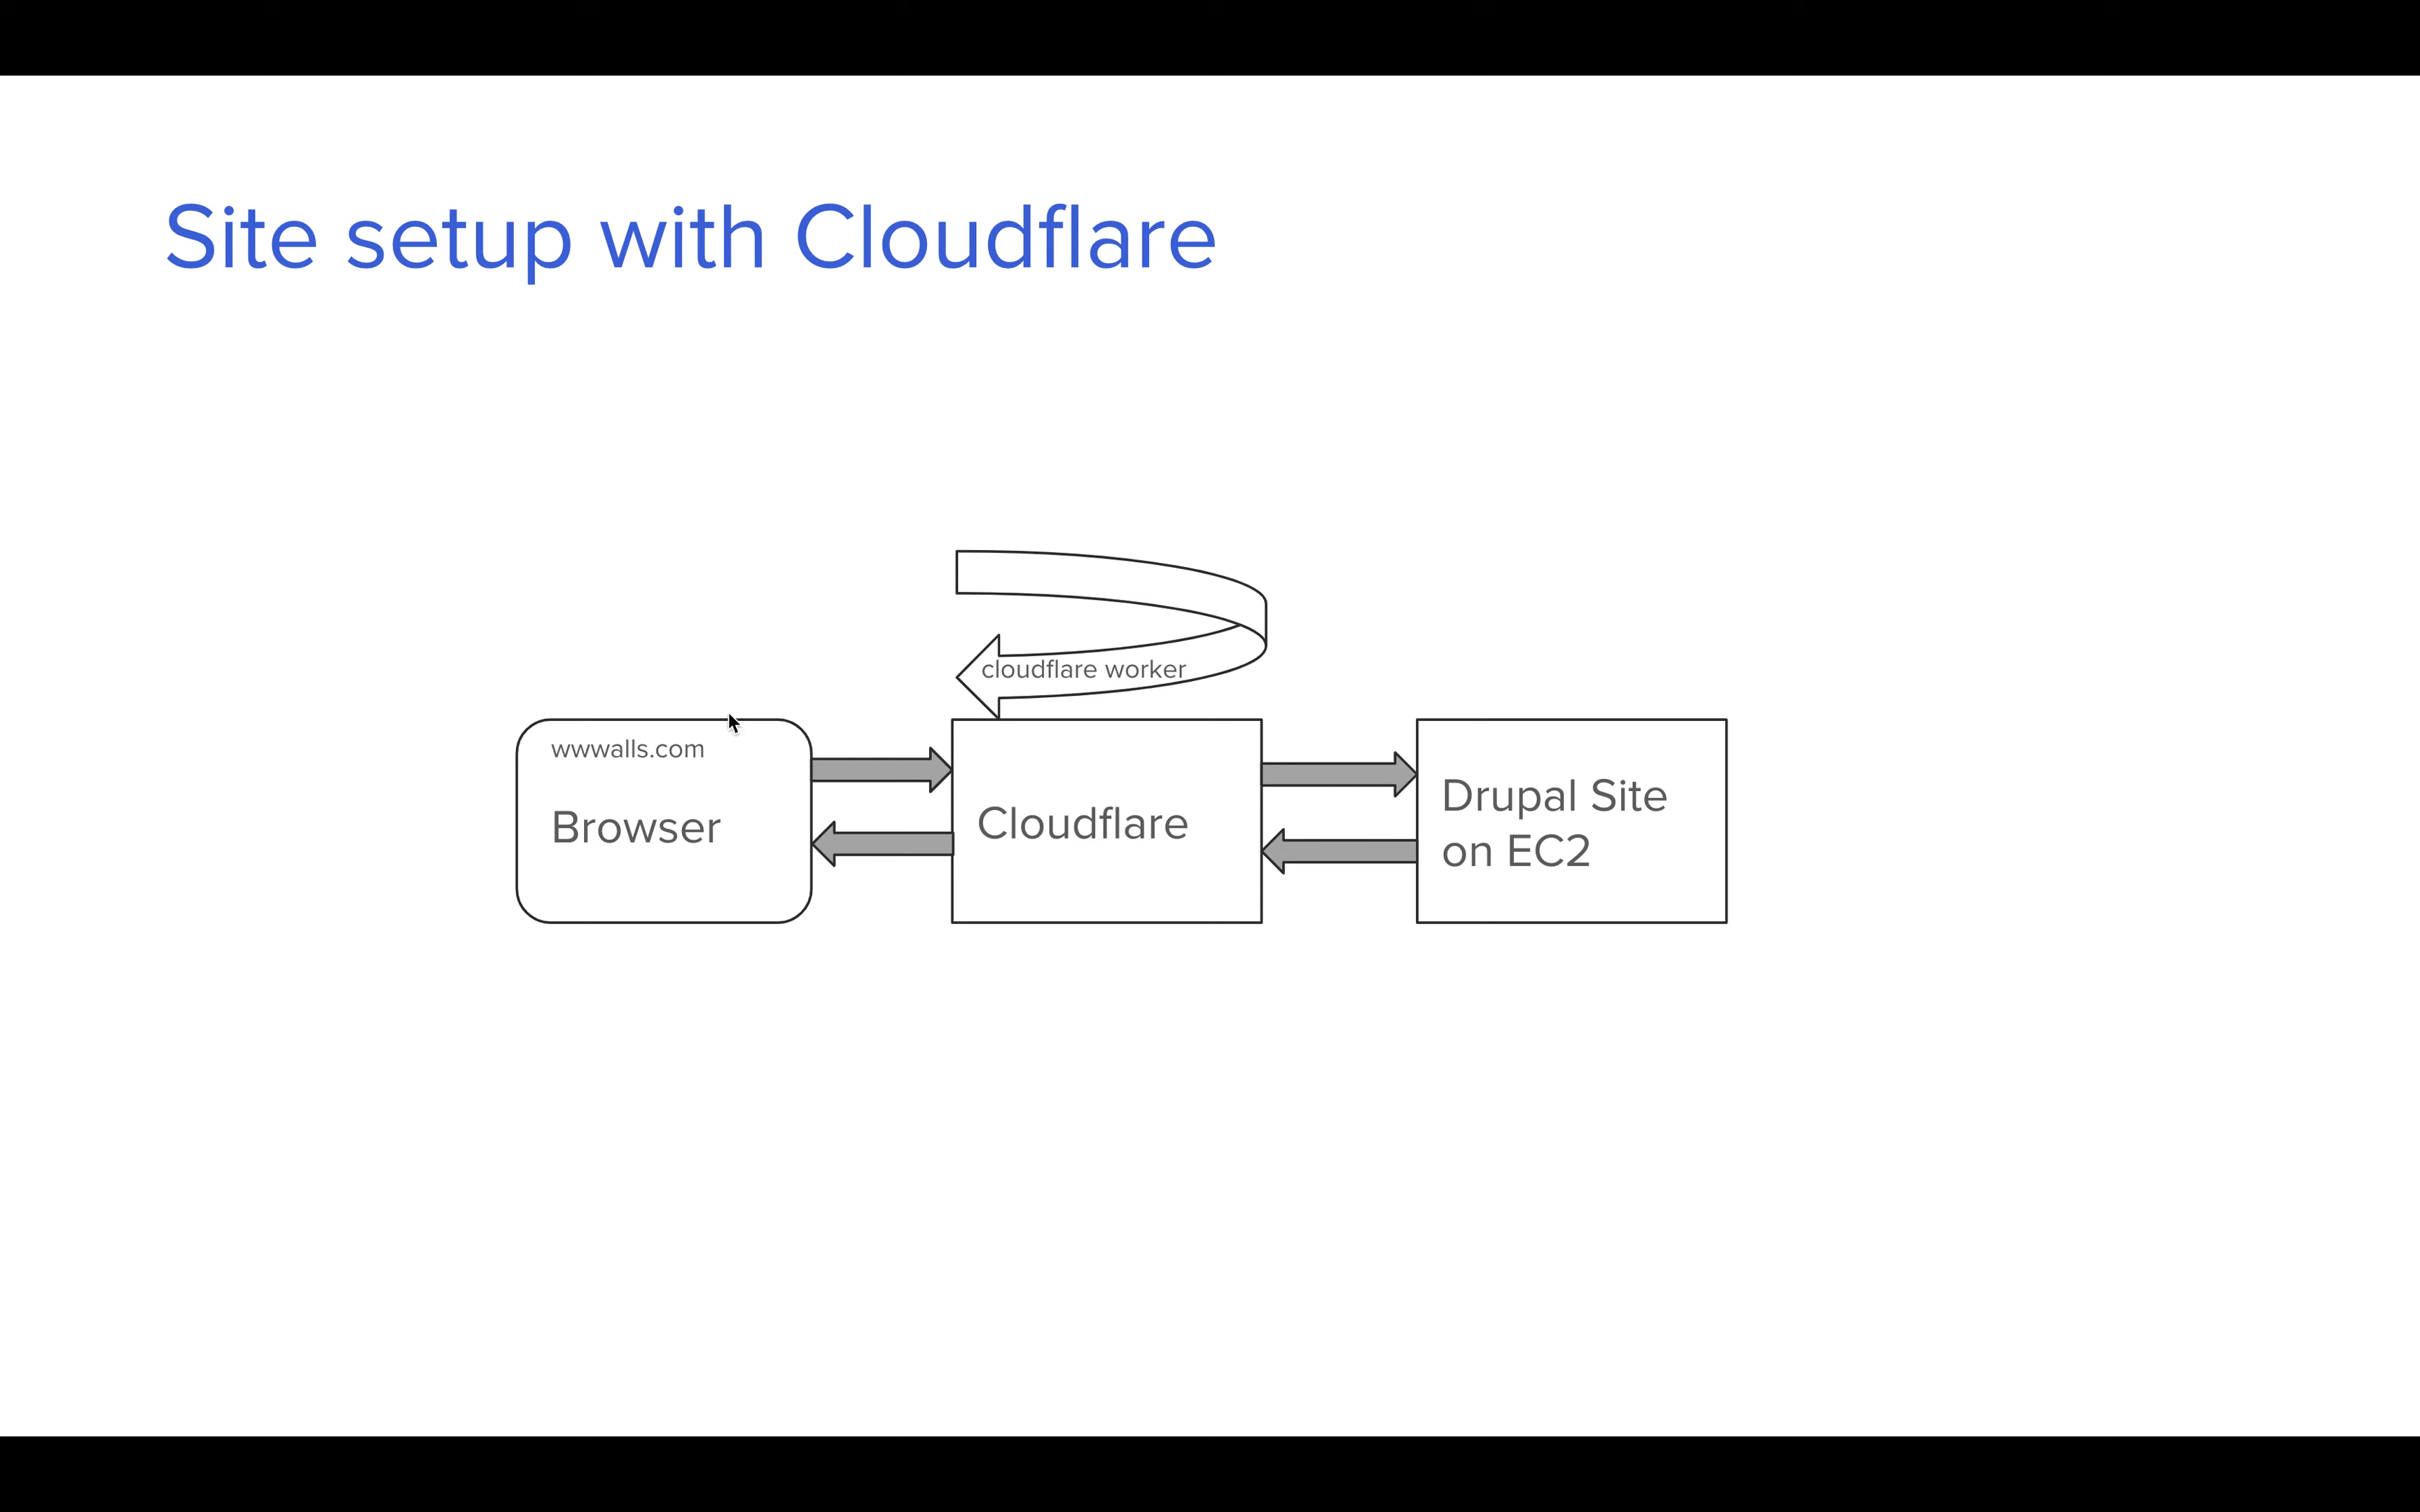 Site setup with Cloudflare
cloudflare worker
wwwalls.com
Browser
Cloudflare
Drupal Site
on EC2